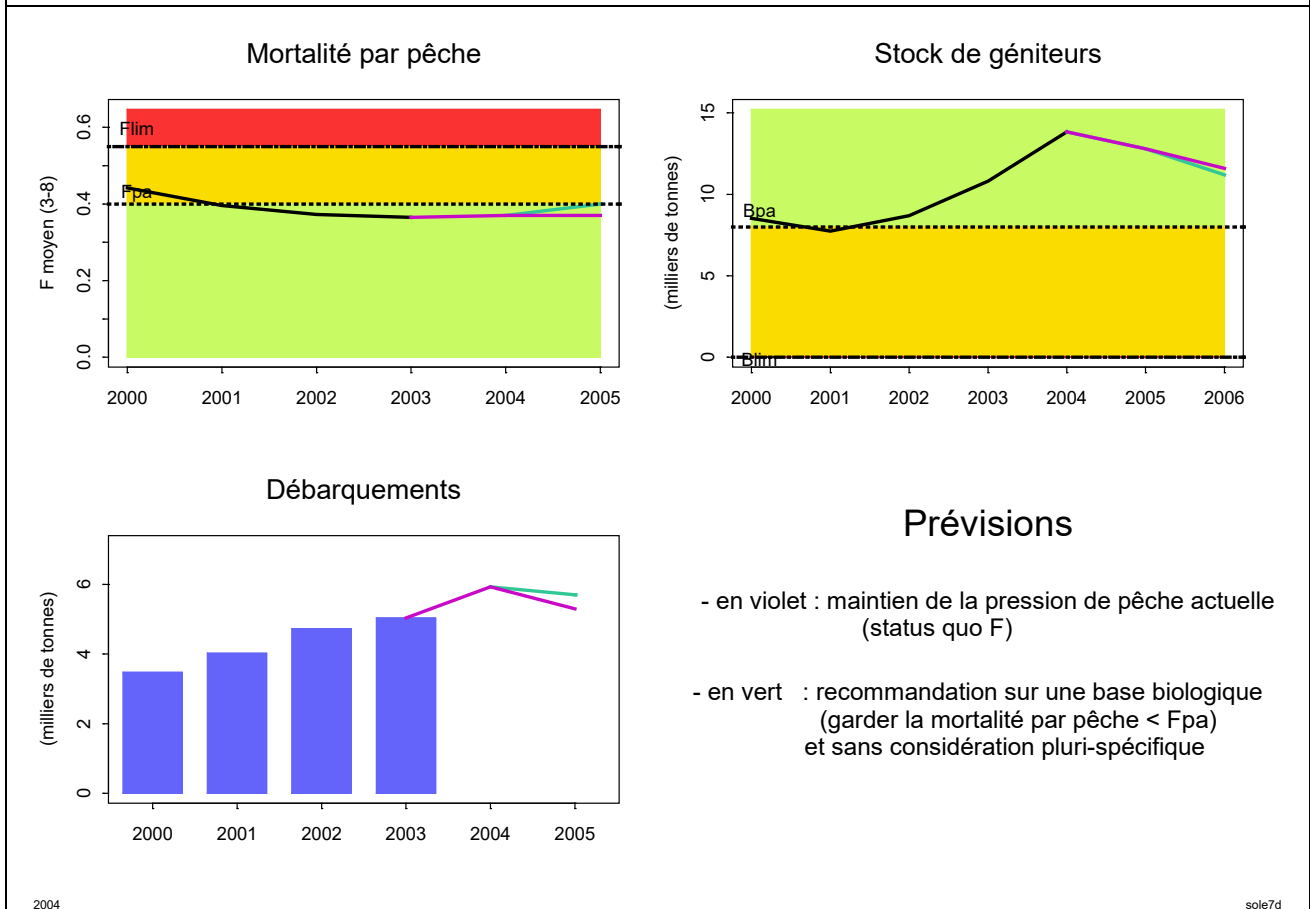 Mortalité par pêche
F moyen (3-8)
0.6
0.4
0.2
0.0
Flim
Fpa
2000 2001 2002 2003 2004 2005
Stock de géniteurs
(milliers de tonnes)
15
10
5
0
Bpa
Blim
2000 2001 2002 2003 2004 2005 2006
Débarquements
(milliers de tonnes)
6
4
2
0
2000 2001 2002 2003 2004 2005
Prévisions
- en violet : maintien de la pression de pêche actuelle
(status quo F)
- en vert : recommandation sur une base biologique
(garder la mortalité par pêche < Fpa)
et sans considération pluri-spécifique
2004
sole7d